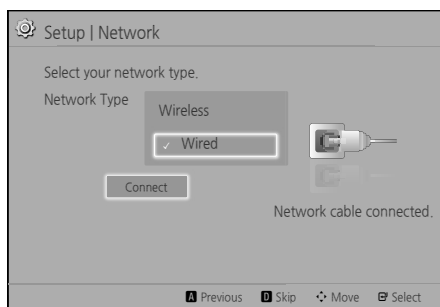 Setup | Network
Select your network type.
Network Type
Wireless
✓ Wired
Connect
Network cable connected.
A Previous D Skip Move Select